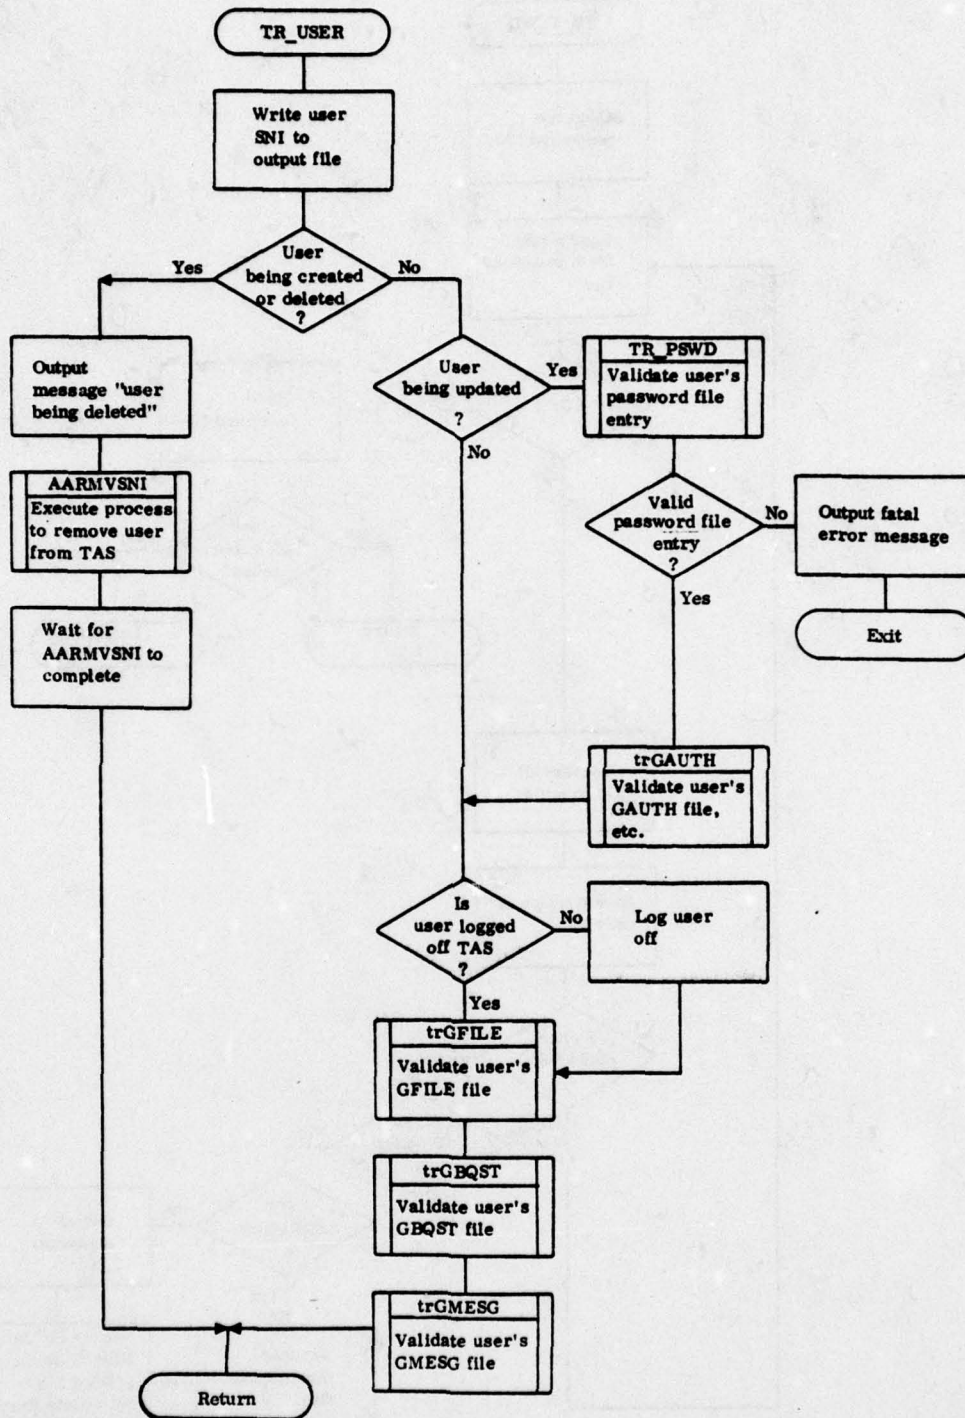 TR_USER
Write user
SNI to
output file
User
being created
or deleted
?
Yes
No
Output
message "user
being deleted"
AARMVSNI
Execute process
to remove user
from TAS
Wait for
AARMVSNI to
complete
User
being updated
?
Yes
No
TR_PSWD
Validate user's
password file
entry
Valid
password file
entry
?
No
Yes
Output fatal
error message
Exit
trGAUTH
Validate user's
GAUTH file,
etc.
Is
user logged
off TAS
?
No
Yes
Log user
off
trGFILE
Validate user's
GFILE file
trGBQST
Validate user's
GBQST file
trGMESG
Validate user's
GMESG file
Return